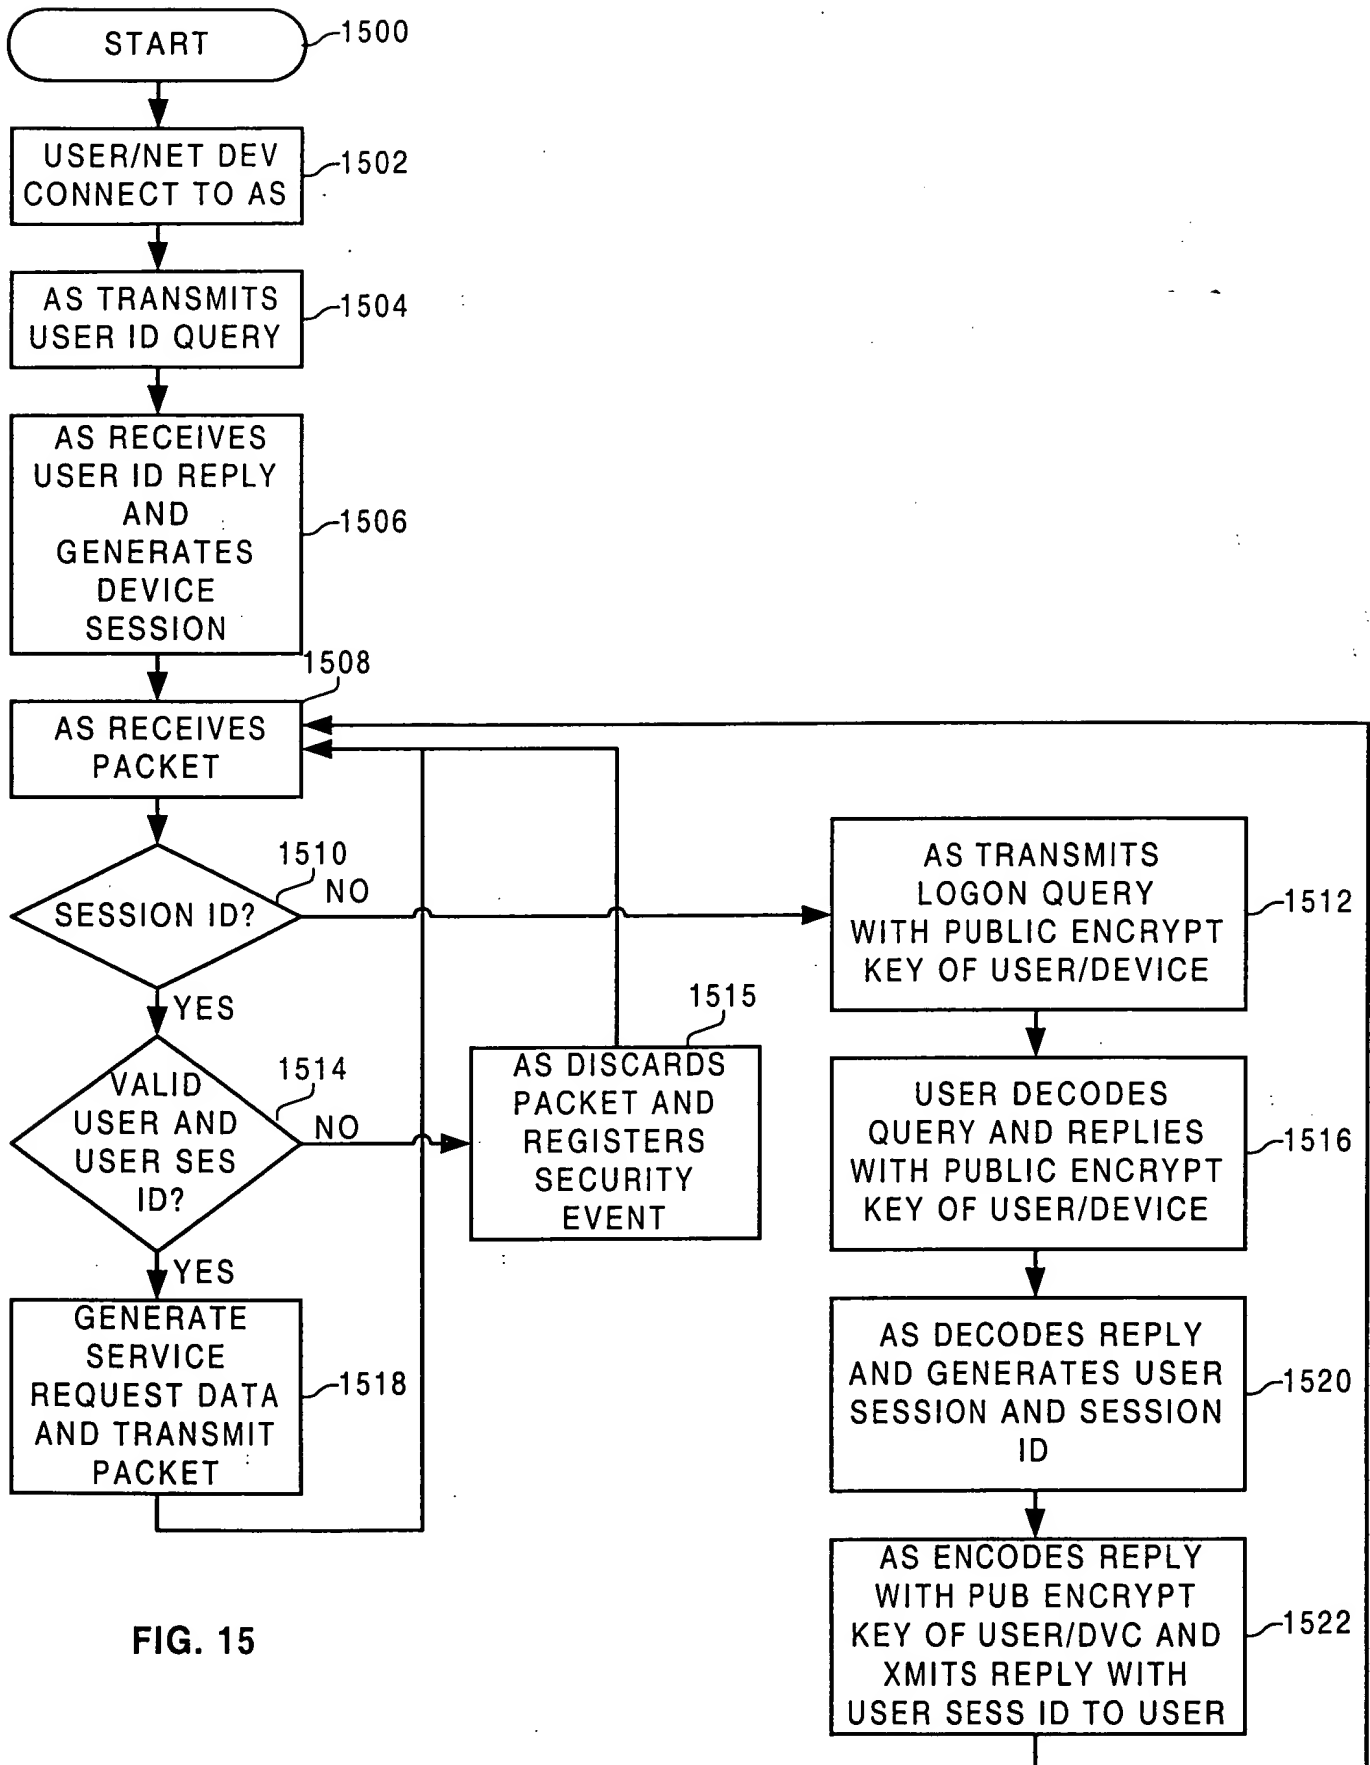 START
1500
USER/NET DEV
CONNECT TO AS
1502
AS TRANSMITS
USER ID QUERY
1504
AS RECEIVES
USER ID REPLY
AND
GENERATES
DEVICE
SESSION
1506
1508
AS RECEIVES
PACKET
1510
SESSION ID?
NO
YES
AS TRANSMITS
LOGON QUERY
WITH PUBLIC ENCRYPT
KEY OF USER/DEVICE
1512
1514
VALID
USER AND
USER SES
ID?
NO
YES
1515
AS DISCARDS
PACKET AND
REGISTERS
SECURITY
EVENT
USER DECODES
QUERY AND REPLIES
WITH PUBLIC ENCRYPT
KEY OF USER/DEVICE
1516
GENERATE
SERVICE
REQUEST DATA
AND TRANSMIT
PACKET
1518
AS DECODES REPLY
AND GENERATES USER
SESSION AND SESSION
ID
1520
AS ENCODES REPLY
WITH PUB ENCRYPT
KEY OF USER/DVC AND
XMITS REPLY WITH
USER SESS ID TO USER
1522
FIG. 15